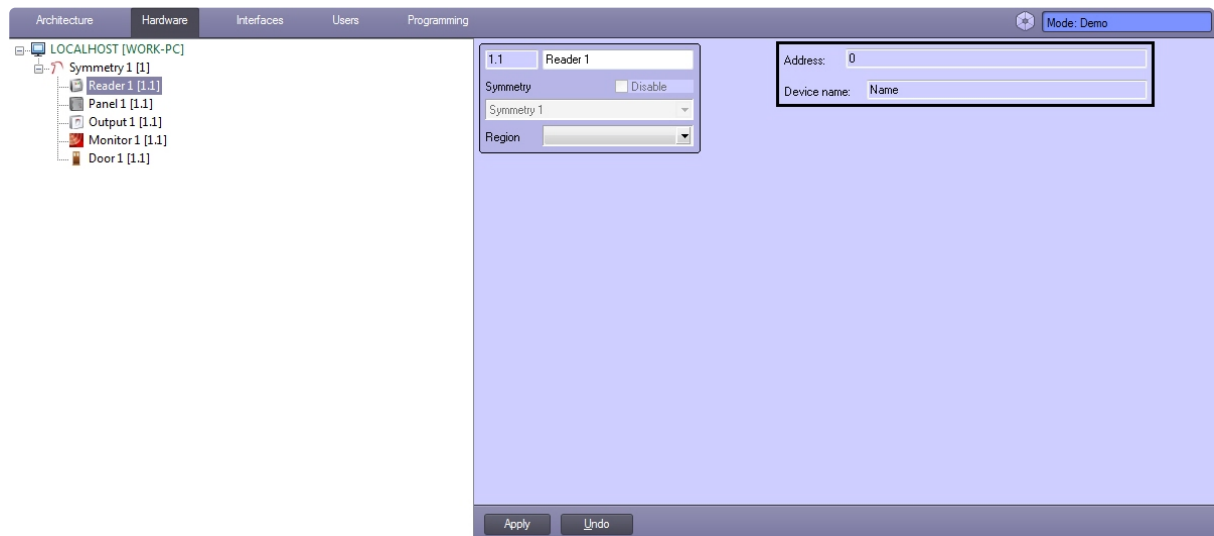 Architecture Hardware Interfaces Users Programming Mode: Demo
LOCALHOST [WORK-PC]
Symmetry 1 [1]
Reader 1 [1.1]
Panel 1 [1.1]
Output 1 [1.1]
Monitor 1 [1.1]
Door 1 [1.1]
1.1 Reader 1
Symmetry Disable
Symmetry 1
Region
Address: 0
Device name: Name
Apply Undo